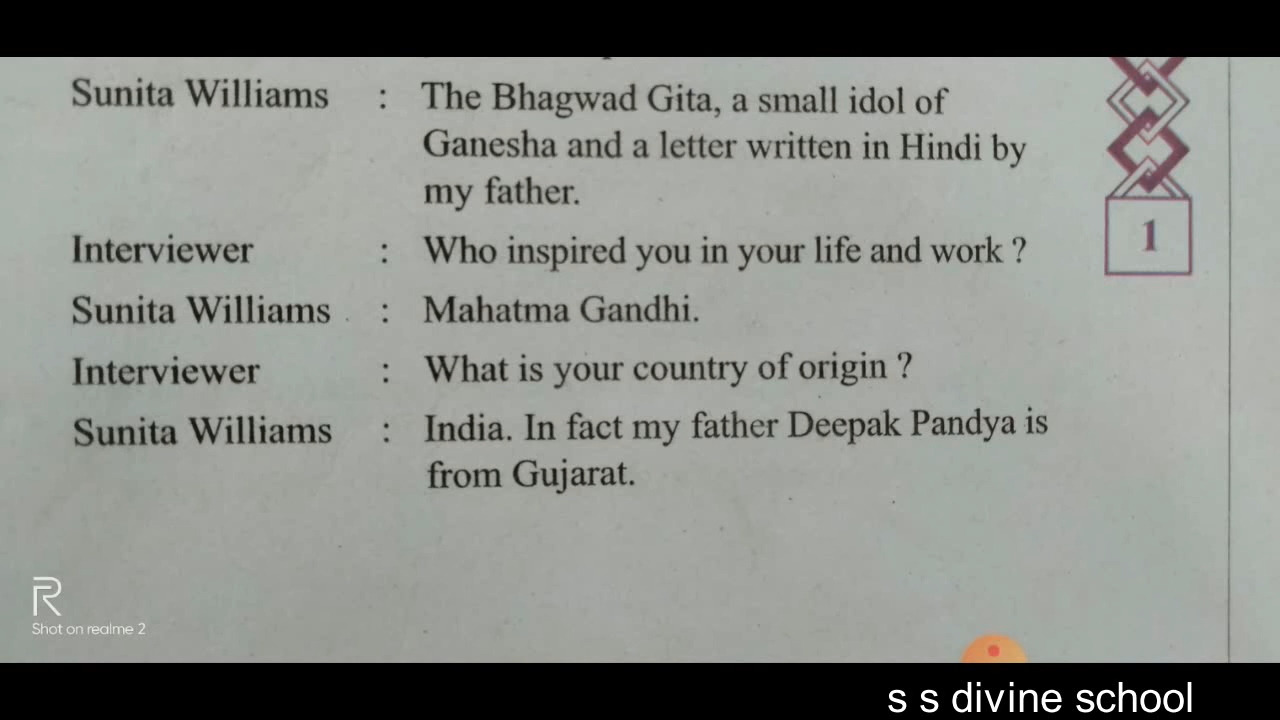 Sunita Williams : The Bhagwad Gita, a small idol of
Ganesha and a letter written in Hindi by
my father.
1
Interviewer : Who inspired you in your life and work ?
Sunita Williams : Mahatma Gandhi.
Interviewer : What is your country of origin ?
Sunita Williams : India. In fact my father Deepak Pandya is
from Gujarat.
R
Shot on realme 2
s s divine school